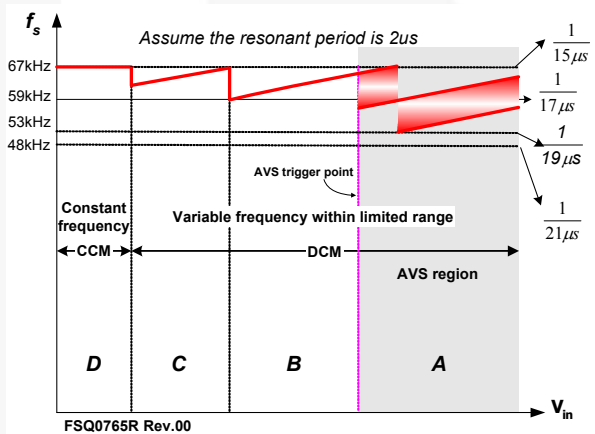 fs
Assume the resonant period is 2us
67kHz
59kHz
53kHz
48kHz
1
15μs
1
17μs
1
19μs
1
21μs
AVS trigger point
Constant
frequency
Variable frequency within limited range
CCM
DCM
AVS region
D
C
B
A
Vin
FSQ0765R Rev.00